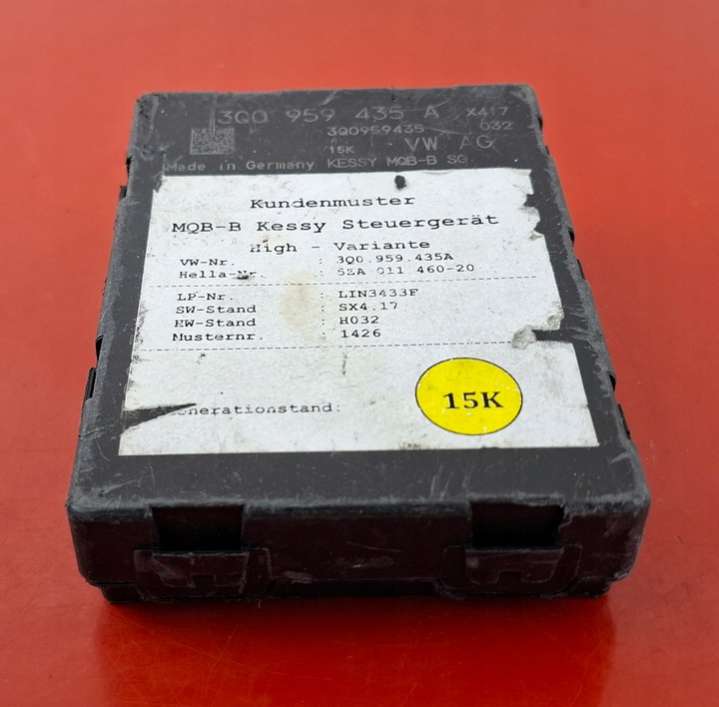 3Q0 959 435 A X417
3Q0959435 032
15K VW AG
Made in Germany KESSY MQB-B SG
Kundenmuster
MQB-B Kessy Steuergerät
High - Variante
VW-Nr. : 3Q0.959.435A
Hella-Nr. : 5ZA 011 460-20
LP-Nr. : LIN3433F
SW-Stand : SX4.17
HW-Stand : H032
Musternr. : 1426
15K